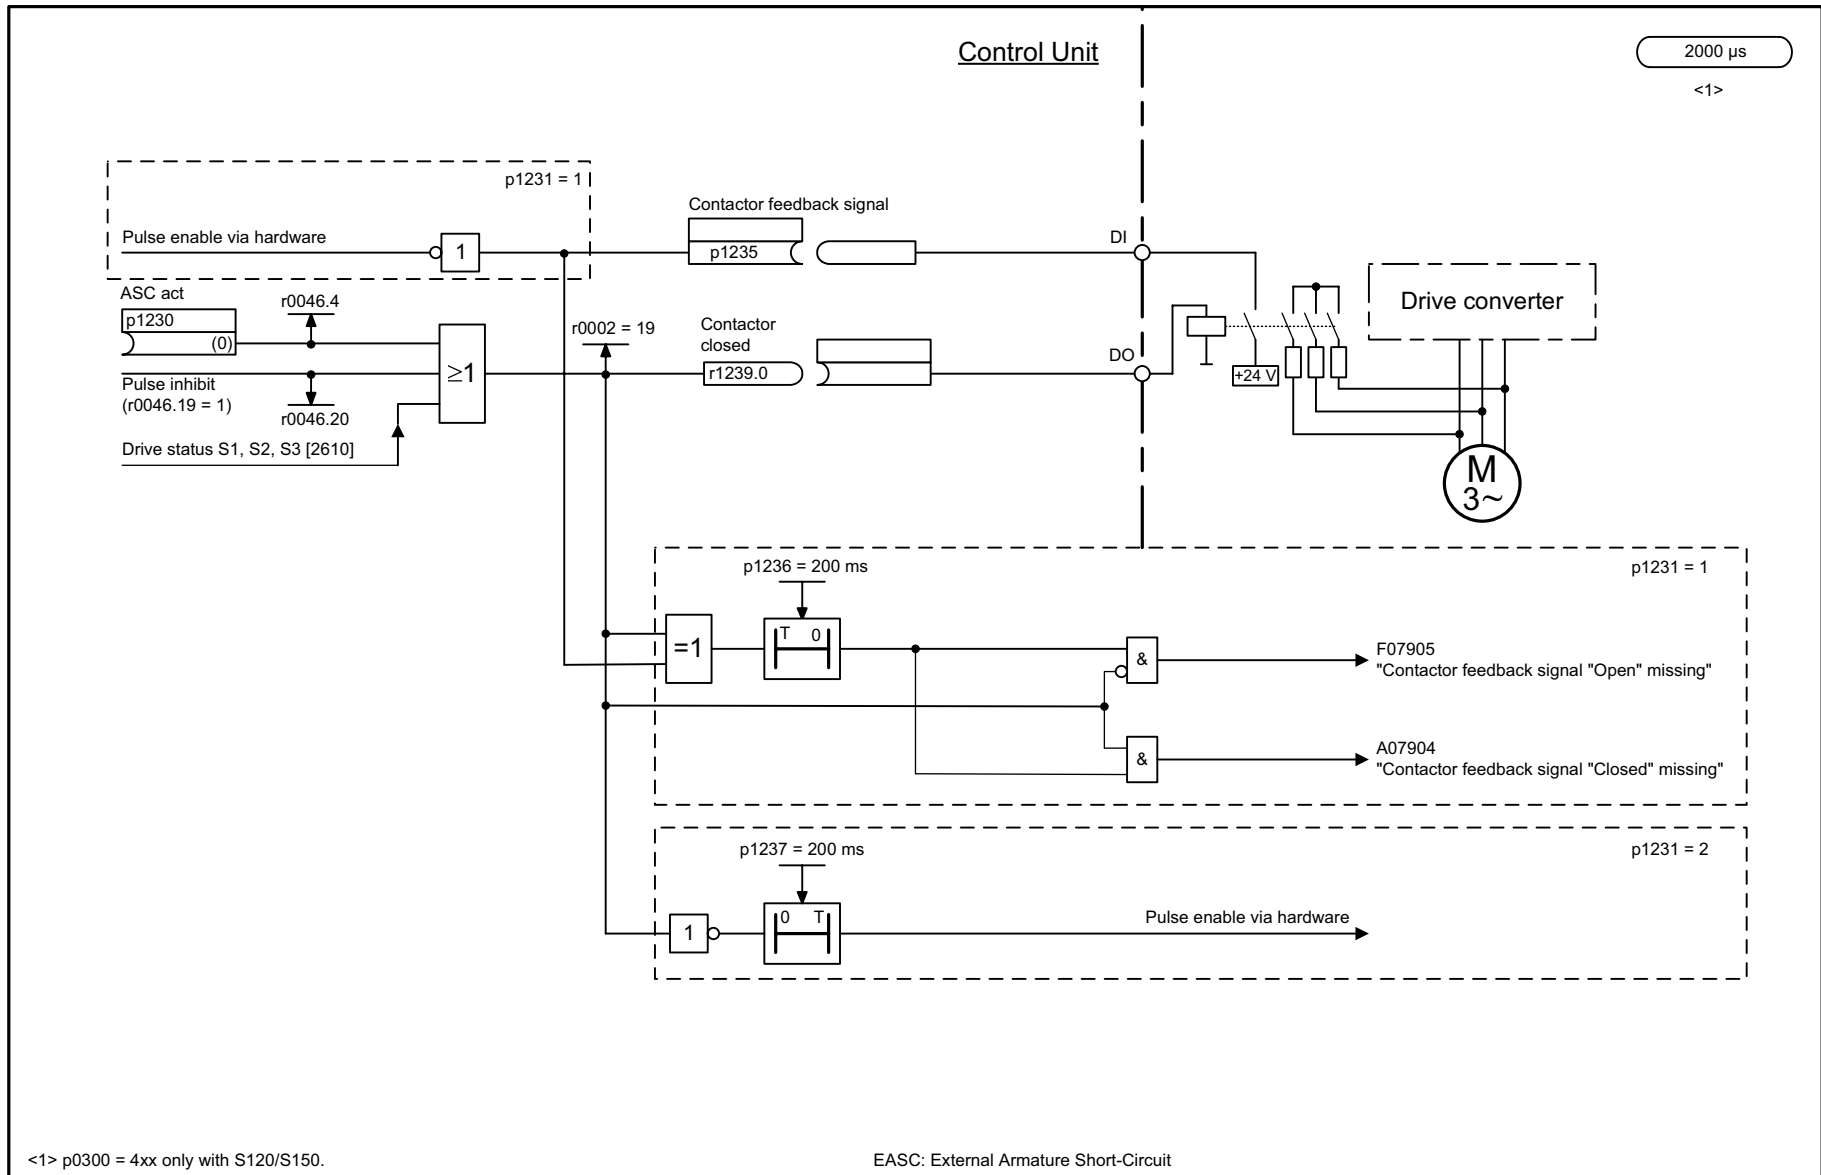 Control Unit
2000 µs
<1>
p1231 = 1
Pulse enable via hardware
1
Contactor feedback signal
p1235
DI
ASC act
p1230
(0)
r0046.4
≥1
r0002 = 19
Contactor
closed
r1239.0
DO
+24 V
Drive converter
Pulse inhibit
(r0046.19 = 1)
r0046.20
Drive status S1, S2, S3 [2610]
M
3~
p1236 = 200 ms
p1231 = 1
=1
T 0
&
F07905
"Contactor feedback signal "Open" missing"
&
A07904
"Contactor feedback signal "Closed" missing"
p1237 = 200 ms
p1231 = 2
1
0 T
Pulse enable via hardware
<1> p0300 = 4xx only with S120/S150.
EASC: External Armature Short-Circuit